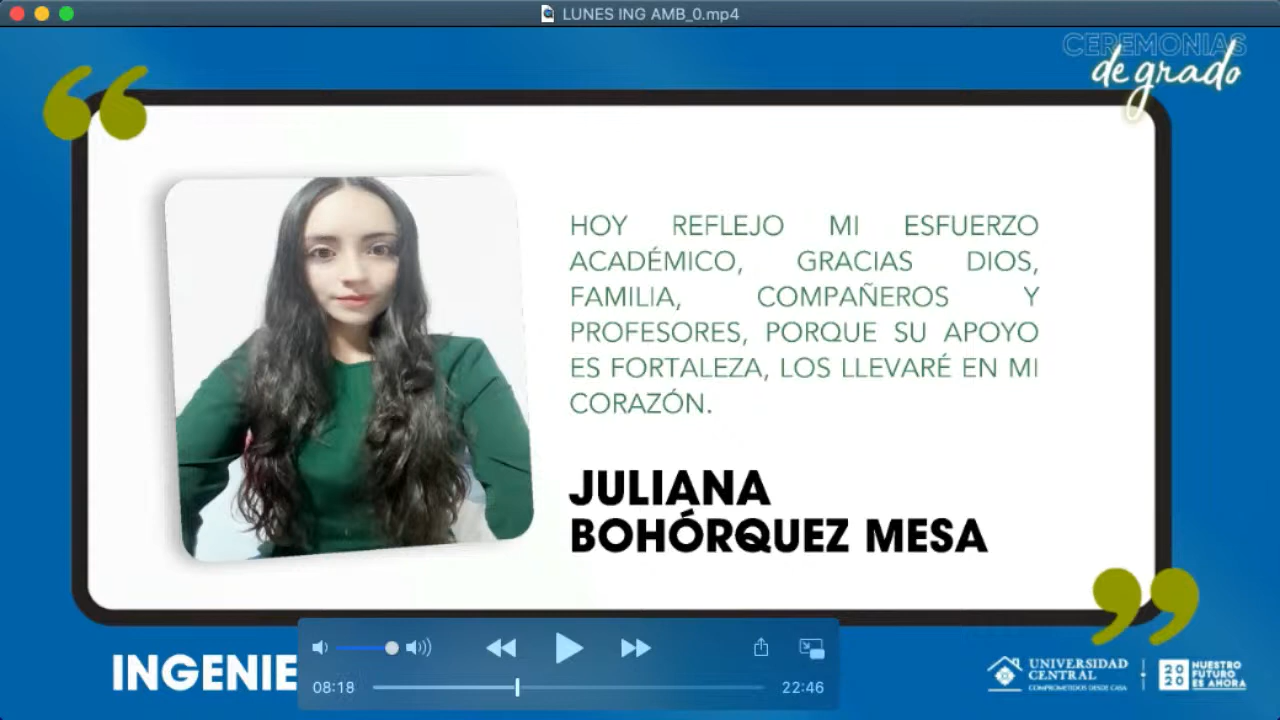 LUNES ING AMB_0.mp4
CEREMONIAS
de grado
HOY REFLEJO MI ESFUERZO
ACADÉMICO, GRACIAS DIOS,
FAMILIA, COMPAÑEROS Y
PROFESORES, PORQUE SU APOYO
ES FORTALEZA, LOS LLEVARÉ EN MI
CORAZÓN.
JULIANA
BOHÓRQUEZ MESA
INGENIE
08:18
22:46
UNIVERSIDAD
CENTRAL
COMPROMETIDOS DESDE CASA
2020
NUESTRO
FUTURO
ES AHORA